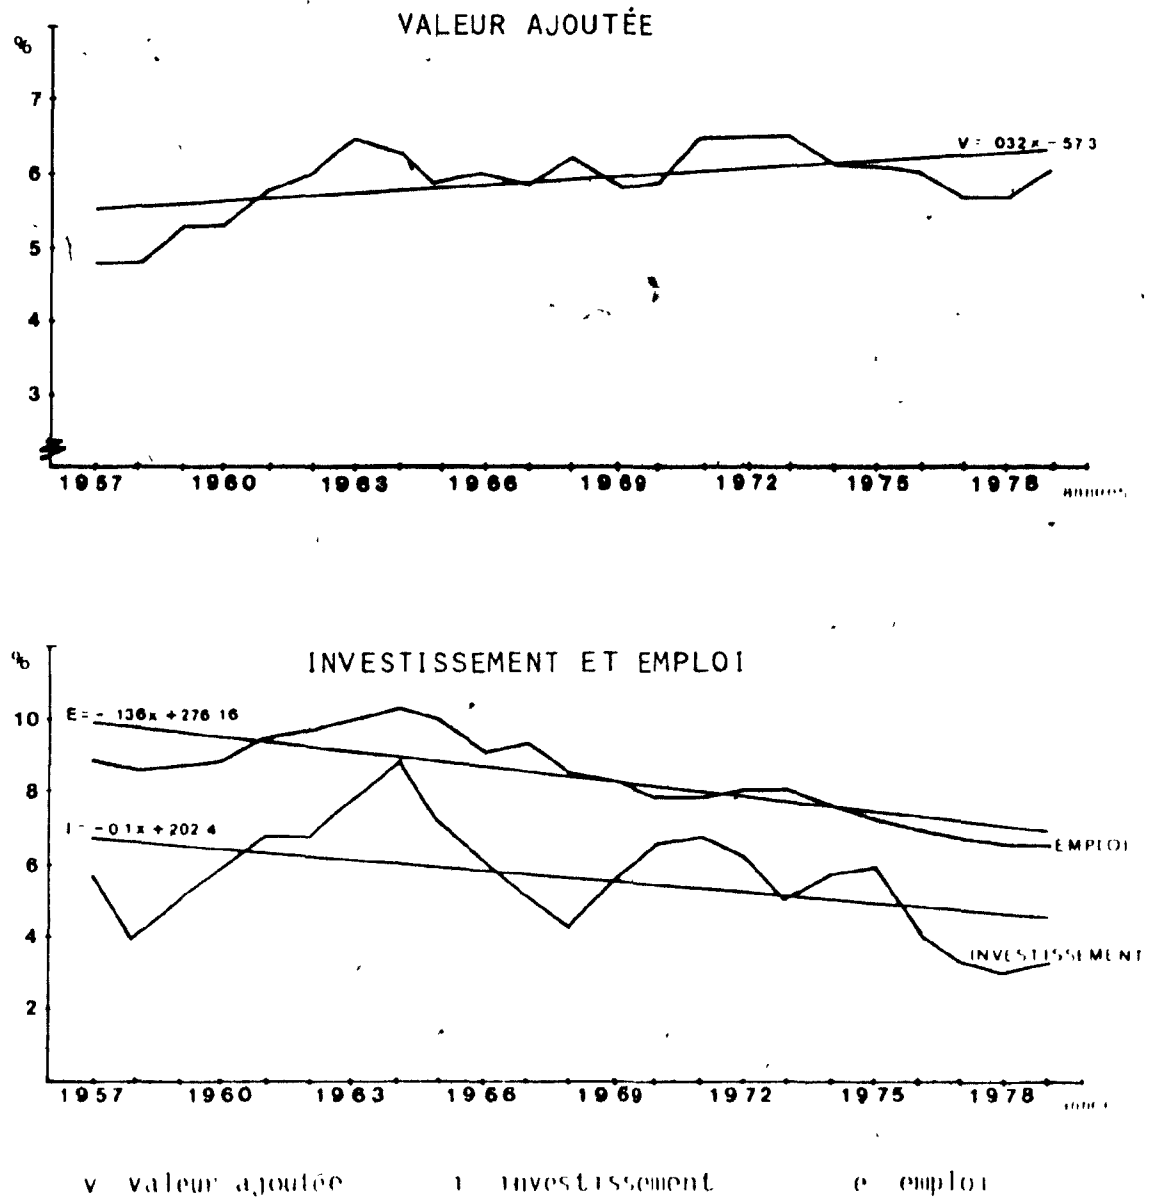 VALEUR AJOUTÉE
%
7
V = 032x - 573
6
5
4
3
1957 1960 1963 1966 1969 1972 1975 1978
années
%
INVESTISSEMENT ET EMPLOI
E = - 136x + 276 16
10
8
I = -0.1x + 202 4
EMPLOI
6
4
INVESTISSEMENT
2
1957 1960 1963 1966 1969 1972 1975 1978
v valeur ajoutée i investissement e emploi